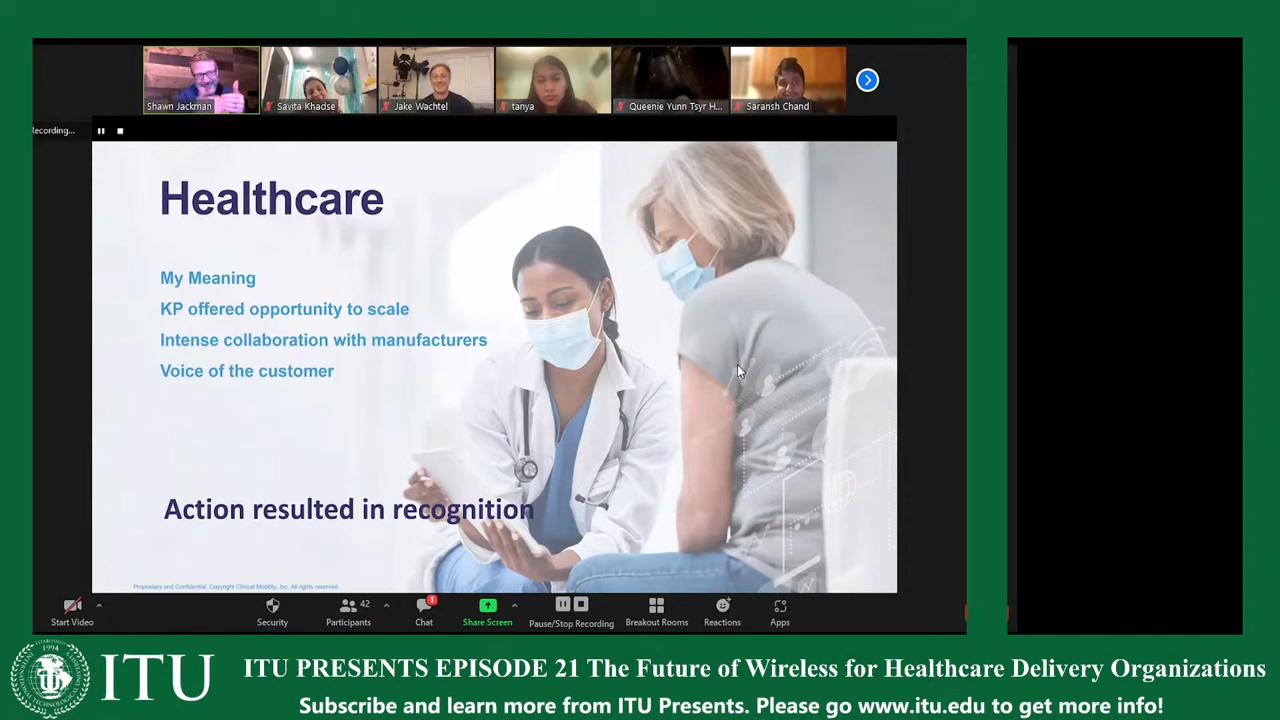 Shawn Jackman
Savita Khadse
Jake Wachtel
tanya
Queenie Yunn Tsyr H...
Saransh Chand
Recording...
Healthcare
My Meaning
KP offered opportunity to scale
Intense collaboration with manufacturers
Voice of the customer
Action resulted in recognition
Proprietary and Confidential. Copyright Clinical Mobility, Inc. All rights reserved.
42
1
Start Video
Security
Participants
Chat
Share Screen
Pause/Stop Recording
Breakout Rooms
Reactions
Apps
1994
ITU
ITU PRESENTS EPISODE 21 The Future of Wireless for Healthcare Delivery Organizations
Subscribe and learn more from ITU Presents. Please go www.itu.edu to get more info!